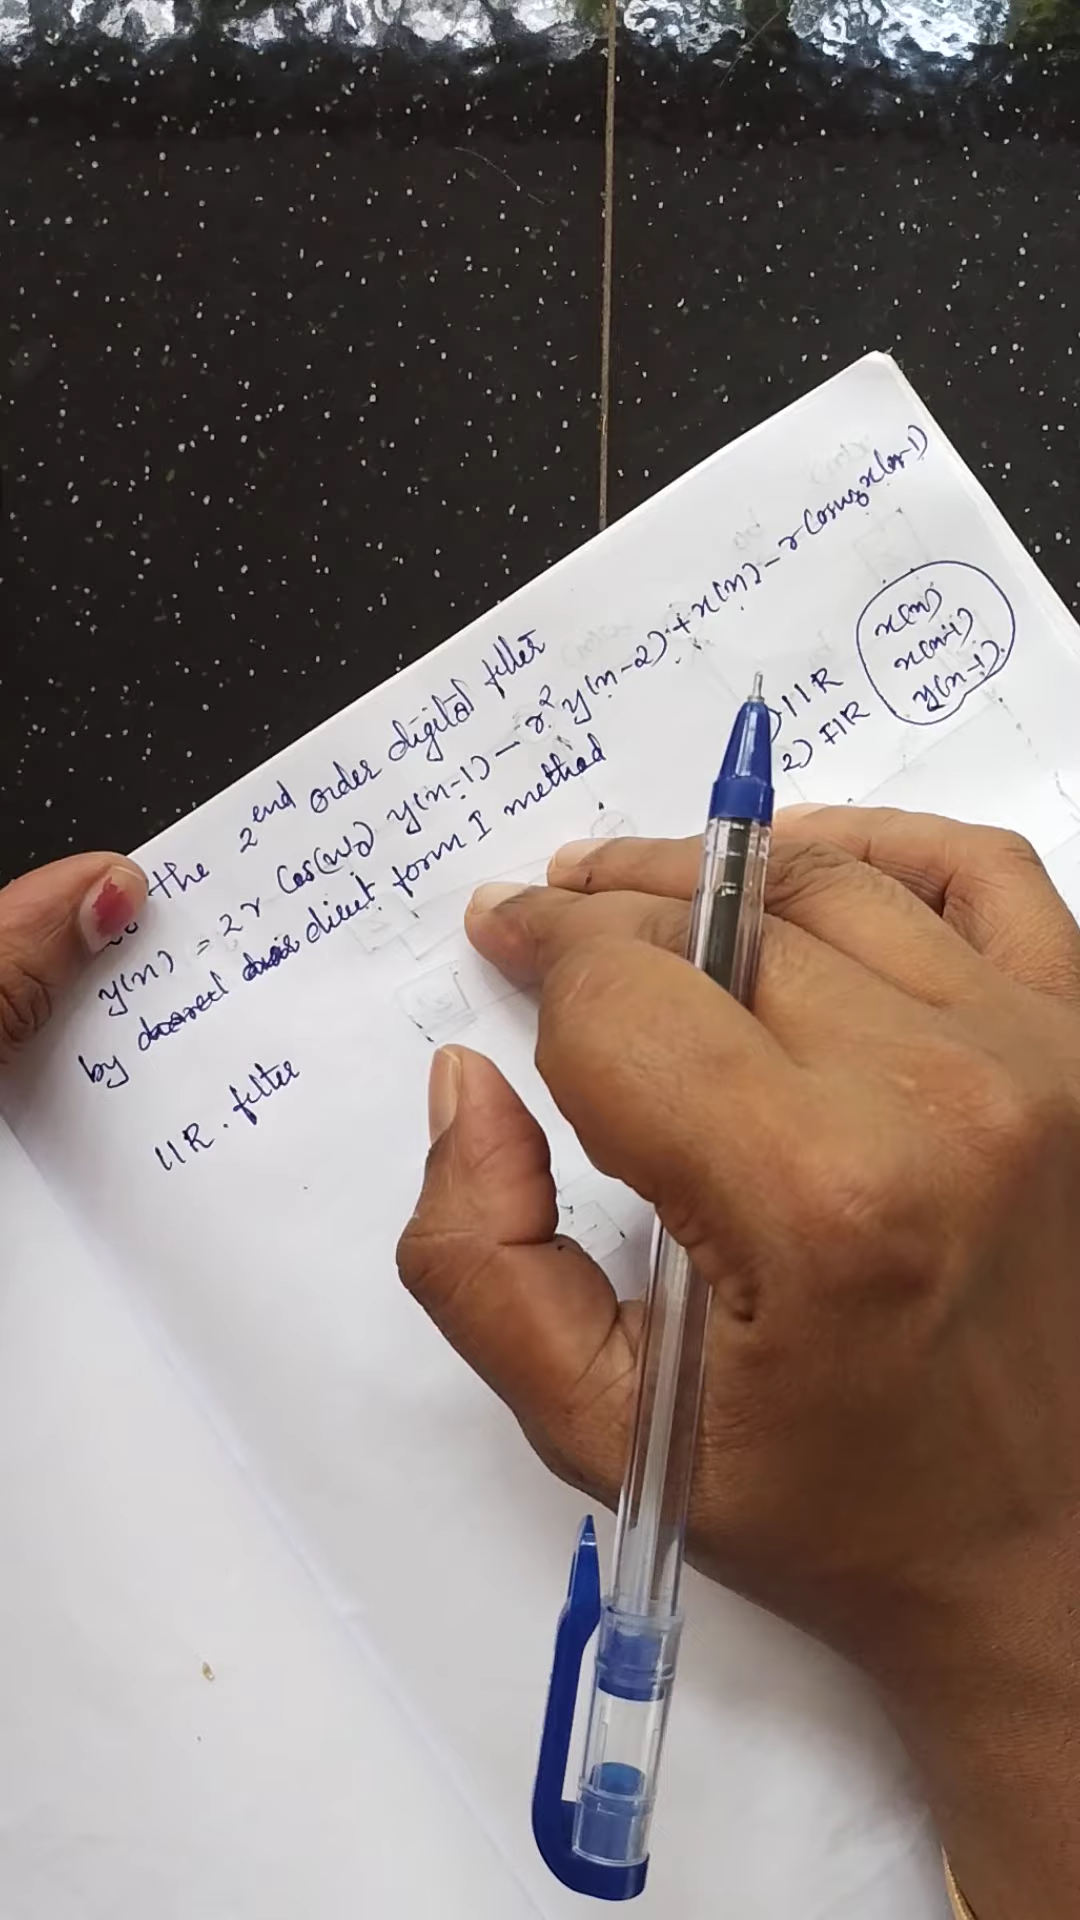 the 2end order digital filter
y(n) = 2r cos(w0) y(n-1) - r² y(n-2) + x(n) - r cosw0 x(n-1)
by direct form I method
IIR. filter
IIR
2) FIR
x(n)
x(n-1)
y(n-1)